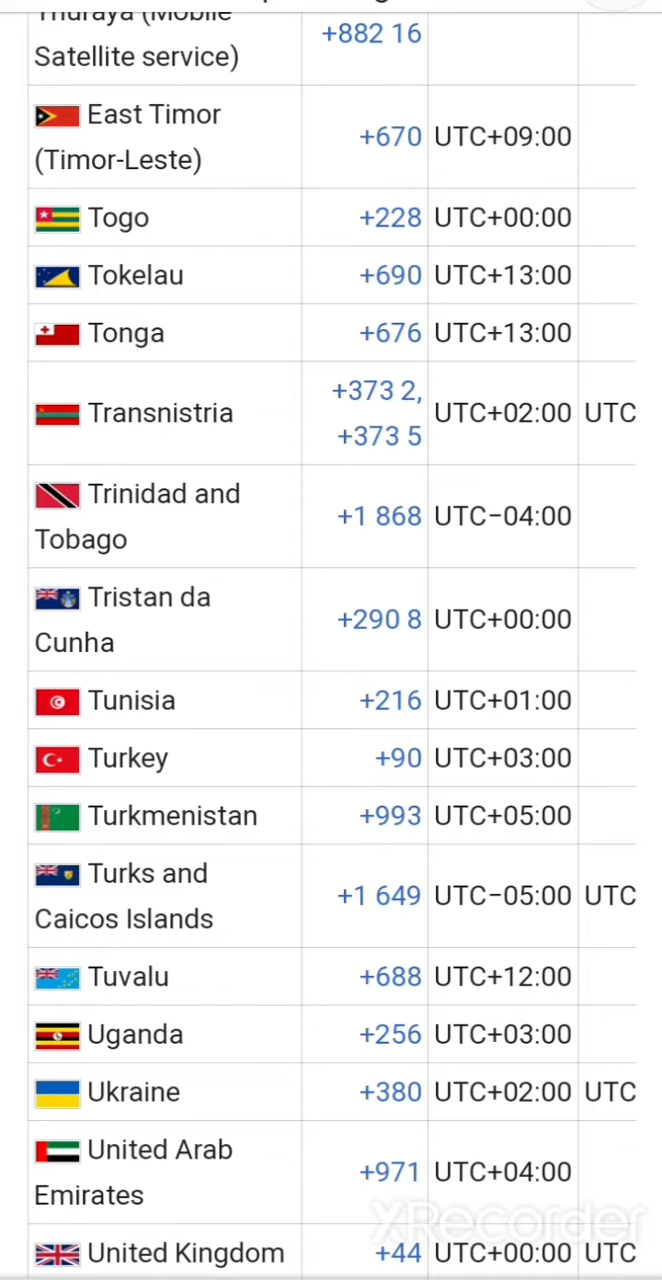 Thuraya (Mobile
Satellite service)
+882 16
East Timor
(Timor-Leste)
+670 UTC+09:00
Togo +228 UTC+00:00
Tokelau +690 UTC+13:00
Tonga +676 UTC+13:00
Transnistria
+373 2,
+373 5
UTC+02:00 UTC
Trinidad and
Tobago
+1 868 UTC−04:00
Tristan da
Cunha
+290 8 UTC+00:00
Tunisia +216 UTC+01:00
Turkey +90 UTC+03:00
Turkmenistan +993 UTC+05:00
Turks and
Caicos Islands
+1 649 UTC−05:00 UTC
Tuvalu +688 UTC+12:00
Uganda +256 UTC+03:00
Ukraine +380 UTC+02:00 UTC
United Arab
Emirates
+971 UTC+04:00
United Kingdom +44 UTC+00:00 UTC
XRecorder